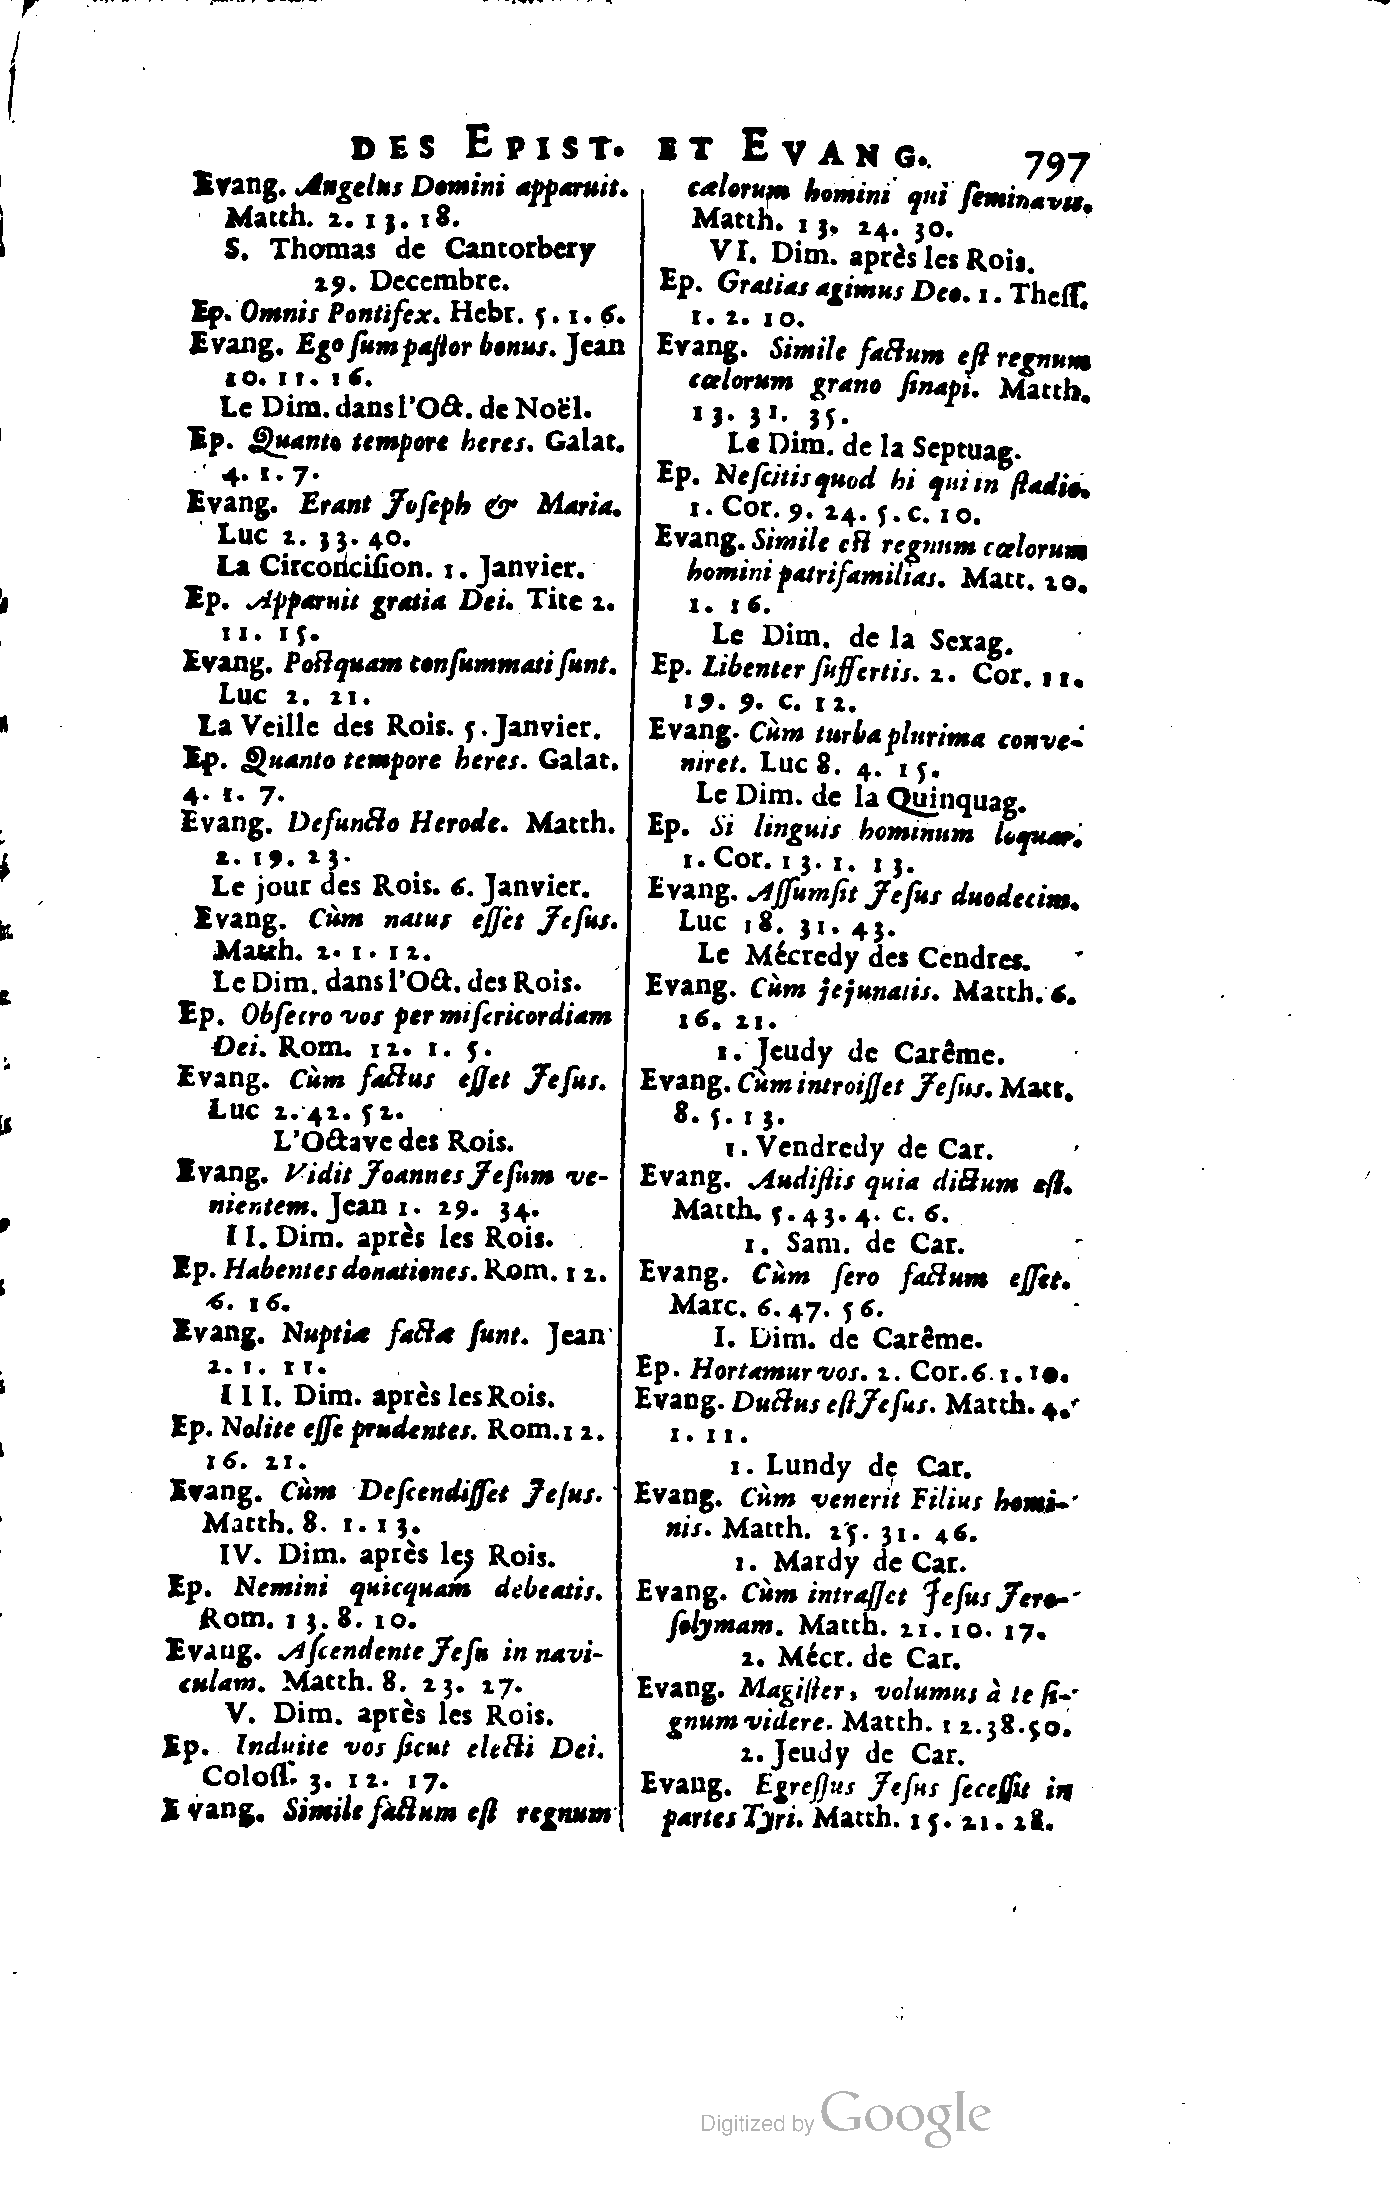 DES EPIST. ET EVANG. 797
Evang. Angelus Domini apparuit.
Matth. 2. 13. 18.
S. Thomas de Cantorbery
29. Decembre.
Ep. Omnis Pontifex. Hebr. 5. 1. 6.
Evang. Ego ſum paſtor bonus. Jean
10. 11. 16.
Le Dim. dans l'Oct. de Noël.
Ep. Quanto tempore heres. Galat.
4. 1. 7.
Evang. Erant Joſeph & Maria.
Luc 2. 33. 40.
La Circonciſion. 1. Janvier.
Ep. Apparuit gratia Dei. Tite 2.
11. 15.
Evang. Poſtquam conſummati ſunt.
Luc 2. 21.
La Veille des Rois. 5. Janvier.
Ep. Quanto tempore heres. Galat.
4. 1. 7.
Evang. Defuncto Herode. Matth.
2. 19. 23.
Le jour des Rois. 6. Janvier.
Evang. Cùm natus eſſet Jeſus.
Matth. 2. 1. 12.
Le Dim. dans l'Oct. des Rois.
Ep. Obſecro vos per miſericordiam
Dei. Rom. 12. 1. 5.
Evang. Cùm factus eſſet Jeſus.
Luc 2. 42. 52.
L'Octave des Rois.
Evang. Vidit Joannes Jeſum ve-
nientem. Jean 1. 29. 34.
II. Dim. après les Rois.
Ep. Habentes donationes. Rom. 12.
6. 16.
Evang. Nuptiæ factæ ſunt. Jean
2. 1. 11.
III. Dim. après les Rois.
Ep. Nolite eſſe prudentes. Rom. 12.
16. 21.
Evang. Cùm Deſcendiſſet Jeſus.
Matth. 8. 1. 13.
IV. Dim. après les Rois.
Ep. Nemini quicquam debeatis.
Rom. 13. 8. 10.
Evaug. Aſcendente Jeſu in navi-
culam. Matth. 8. 23. 27.
V. Dim. après les Rois.
Ep. Induite vos ſicut electi Dei.
Coloſſ. 3. 12. 17.
Evang. Simile factum eſt regnum
cælorum homini qui ſeminavit.
Matth. 13. 24. 30.
VI. Dim. après les Rois.
Ep. Gratias agimus Deo. 1. Theſſ.
1. 2. 10.
Evang. Simile factum eſt regnum
cœlorum grano ſinapi. Matth.
13. 31. 35.
Le Dim. de la Septuag.
Ep. Neſcitis quod hi qui in ſtadio.
1. Cor. 9. 24. 5. c. 10.
Evang. Simile eſt regnum cœlorum
homini patrifamilias. Matt. 20.
1. 16.
Le Dim. de la Sexag.
Ep. Libenter ſuffertis. 2. Cor. 11.
19. 9. c. 12.
Evang. Cùm turba plurima conve-
niret. Luc 8. 4. 15.
Le Dim. de la Quinquag.
Ep. Si linguis hominum loquar.
1. Cor. 13. 1. 13.
Evang. Aſſumſit Jeſus duodecim.
Luc 18. 31. 43.
Le Mécredy des Cendres.
Evang. Cùm jejunatis. Matth. 6.
16. 21.
1. Jeudy de Carême.
Evang. Cùm introiſſet Jeſus. Matt.
8. 5. 13.
1. Vendredy de Car.
Evang. Audiſtis quia dictum eſt.
Matth. 5. 43. 4. c. 6.
1. Sam. de Car.
Evang. Cùm ſero factum eſſet.
Marc. 6. 47. 56.
I. Dim. de Carême.
Ep. Hortamur vos. 2. Cor. 6. 1. 10.
Evang. Ductus eſt Jeſus. Matth. 4.
1. 11.
1. Lundy de Car.
Evang. Cùm venerit Filius homi-
nis. Matth. 25. 31. 46.
1. Mardy de Car.
Evang. Cùm intraſſet Jeſus Jero-
ſolymam. Matth. 21. 10. 17.
2. Mécr. de Car.
Evang. Magiſter, volumus à te ſi-
gnum videre. Matth. 12. 38. 50.
2. Jeudy de Car.
Evang. Egreſſus Jeſus ſeceſſit in
partes Tyri. Matth. 15. 21. 28.
Digitized by Google